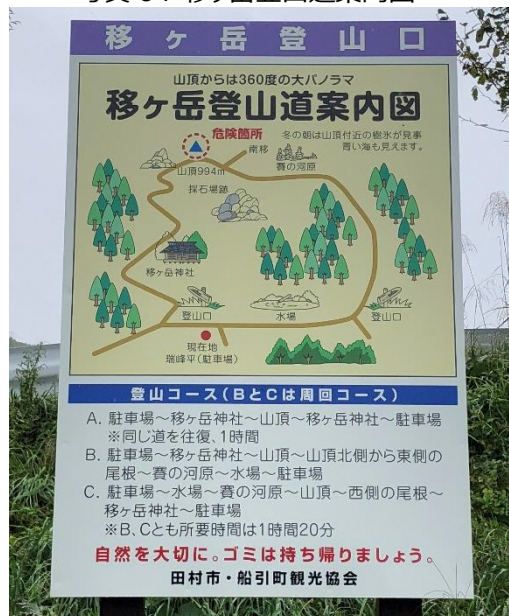 移ヶ岳登山口
山頂からは360度の大パノラマ
移ヶ岳登山道案内図
危険箇所
冬の朝は山頂付近の樹氷が見事
青い海も見えます。
南移
賽の河原
山頂994m
採石場跡
移ヶ岳神社
登山口
水場
登山口
現在地
瑞峰平(駐車場)
登山コース(BとCは周回コース)
A. 駐車場～移ヶ岳神社～山頂～移ヶ岳神社～駐車場
※同じ道を往復、1時間
B. 駐車場～移ヶ岳神社～山頂～山頂北側から東側の
尾根～賽の河原～水場～駐車場
C. 駐車場～水場～賽の河原～山頂～西側の尾根～
移ヶ岳神社～駐車場
※B、Cとも所要時間は1時間20分
自然を大切に。ゴミは持ち帰りましょう。
田村市・船引町観光協会